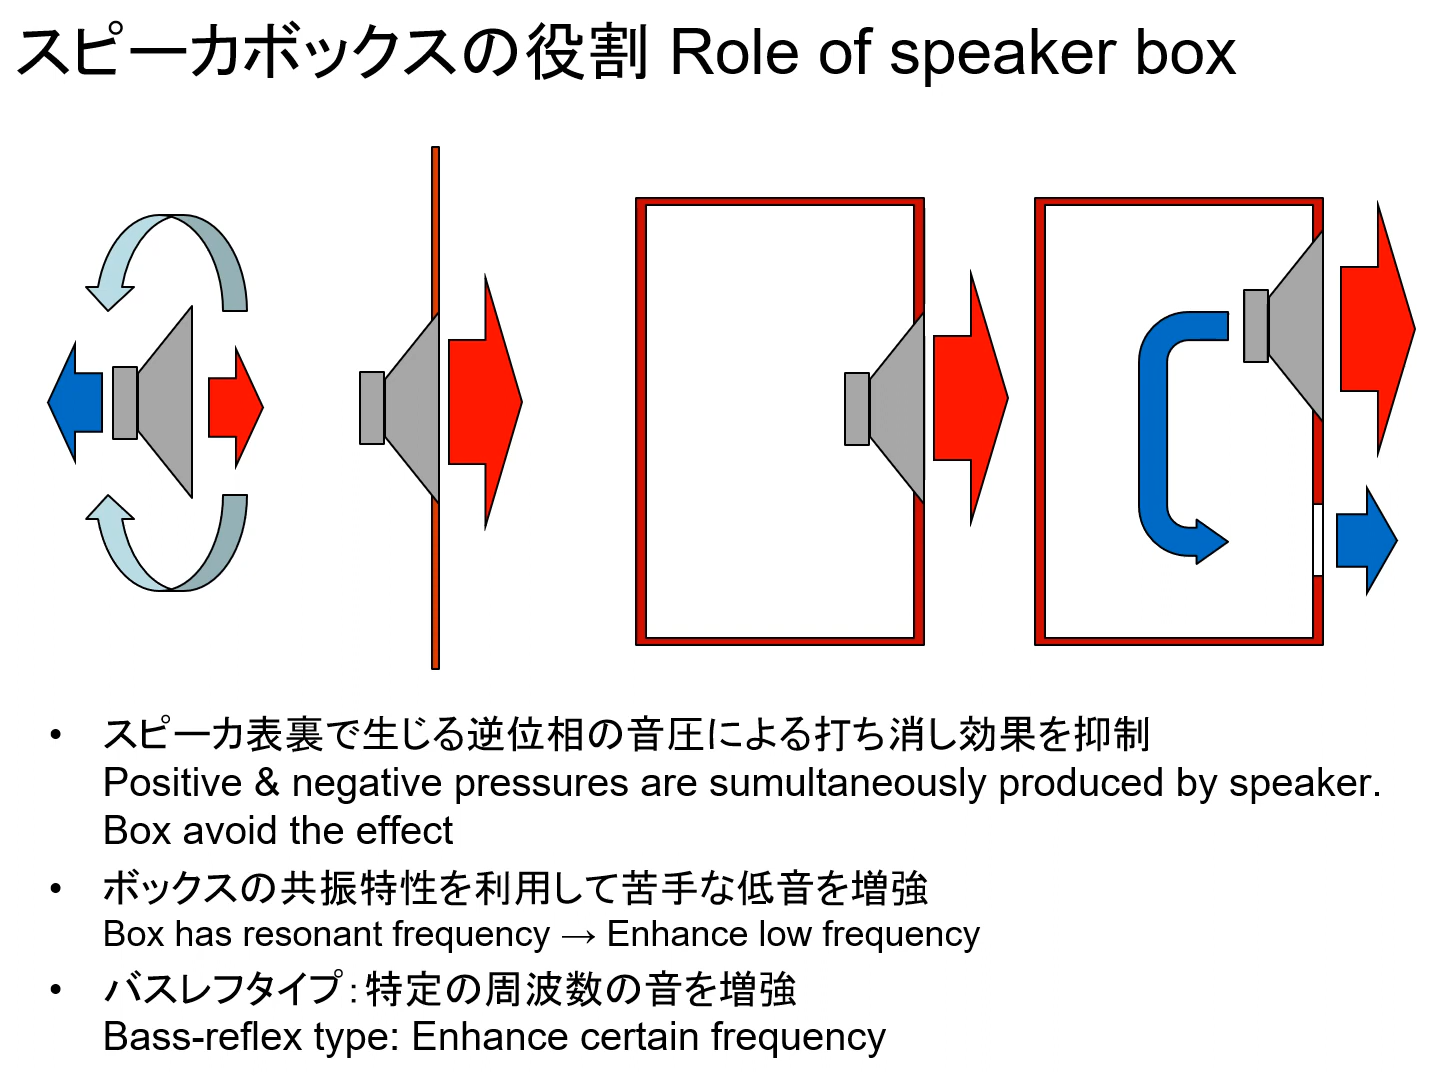 スピーカボックスの役割 Role of speaker box
• スピーカ表裏で生じる逆位相の音圧による打ち消し効果を抑制
Positive & negative pressures are sumultaneously produced by speaker.
Box avoid the effect
• ボックスの共振特性を利用して苦手な低音を増強
Box has resonant frequency → Enhance low frequency
• バスレフタイプ：特定の周波数の音を増強
Bass-reflex type: Enhance certain frequency